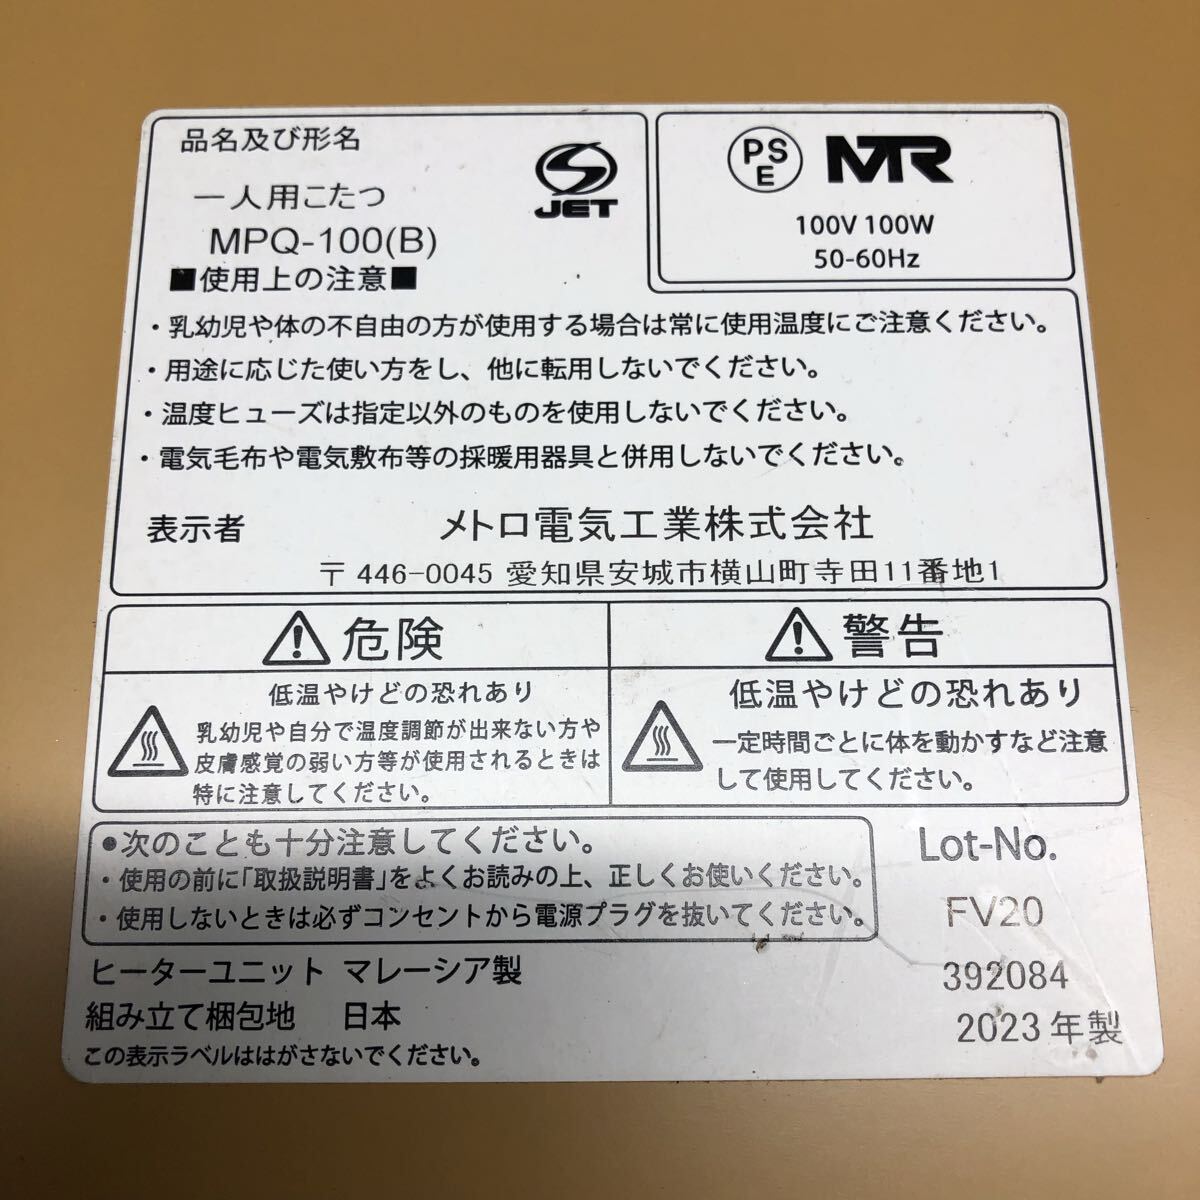 品名及び形名
一人用こたつ
MPQ-100(B)
JET
PS
E
MTR
100V 100W
50-60Hz
■使用上の注意■
・乳幼児や体の不自由の方が使用する場合は常に使用温度にご注意ください。
・用途に応じた使い方をし、他に転用しないでください。
・温度ヒューズは指定以外のものを使用しないでください。
・電気毛布や電気敷布等の採暖用器具と併用しないでください。
表示者 メトロ電気工業株式会社
〒446-0045 愛知県安城市横山町寺田11番地1
危険
低温やけどの恐れあり
乳幼児や自分で温度調節が出来ない方や
皮膚感覚の弱い方等が使用されるときは
特に注意してください。
警告
低温やけどの恐れあり
一定時間ごとに体を動かすなど注意
して使用してください。
●次のことも十分注意してください。
・使用の前に「取扱説明書」をよくお読みの上、正しくお使いください。
・使用しないときは必ずコンセントから電源プラグを抜いてください。
ヒーターユニット マレーシア製
組み立て梱包地 日本
この表示ラベルははがさないでください。
Lot-No.
FV20
392084
2023年製